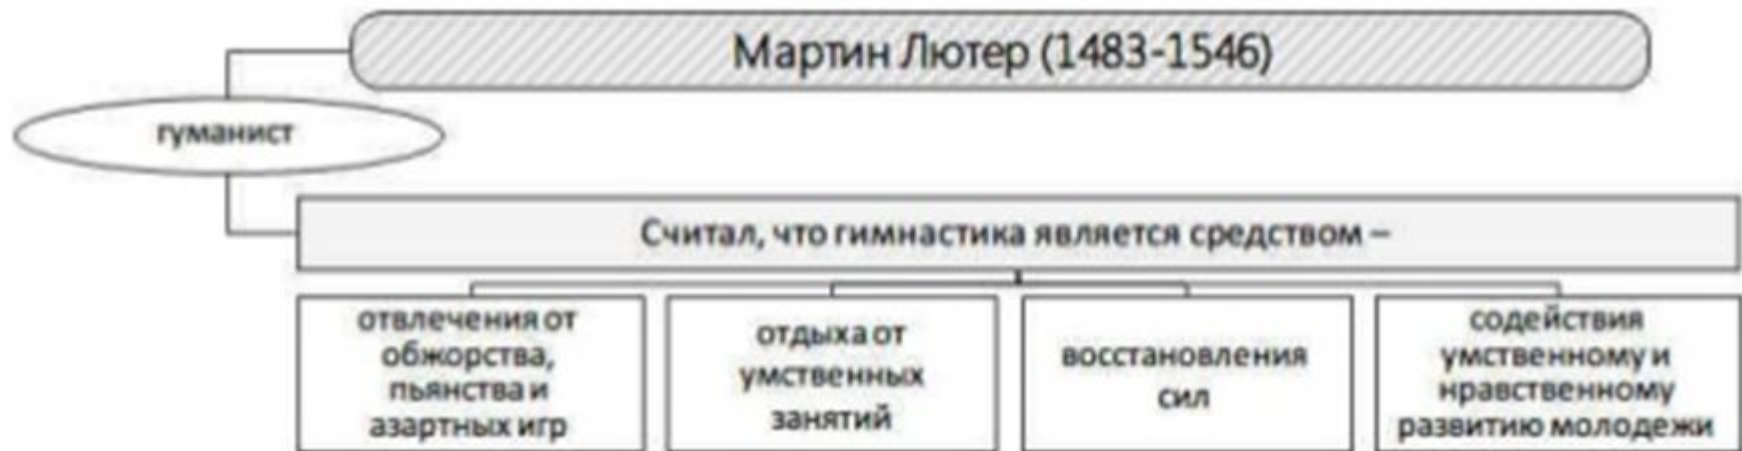 Мартин Лютер (1483-1546)
гуманист
Считал, что гимнастика является средством –
отвлечения от
обжорства,
пьянства и
азартных игр
отдыха от
умственных
занятий
восстановления
сил
содействия
умственному и
нравственному
развитию молодежи